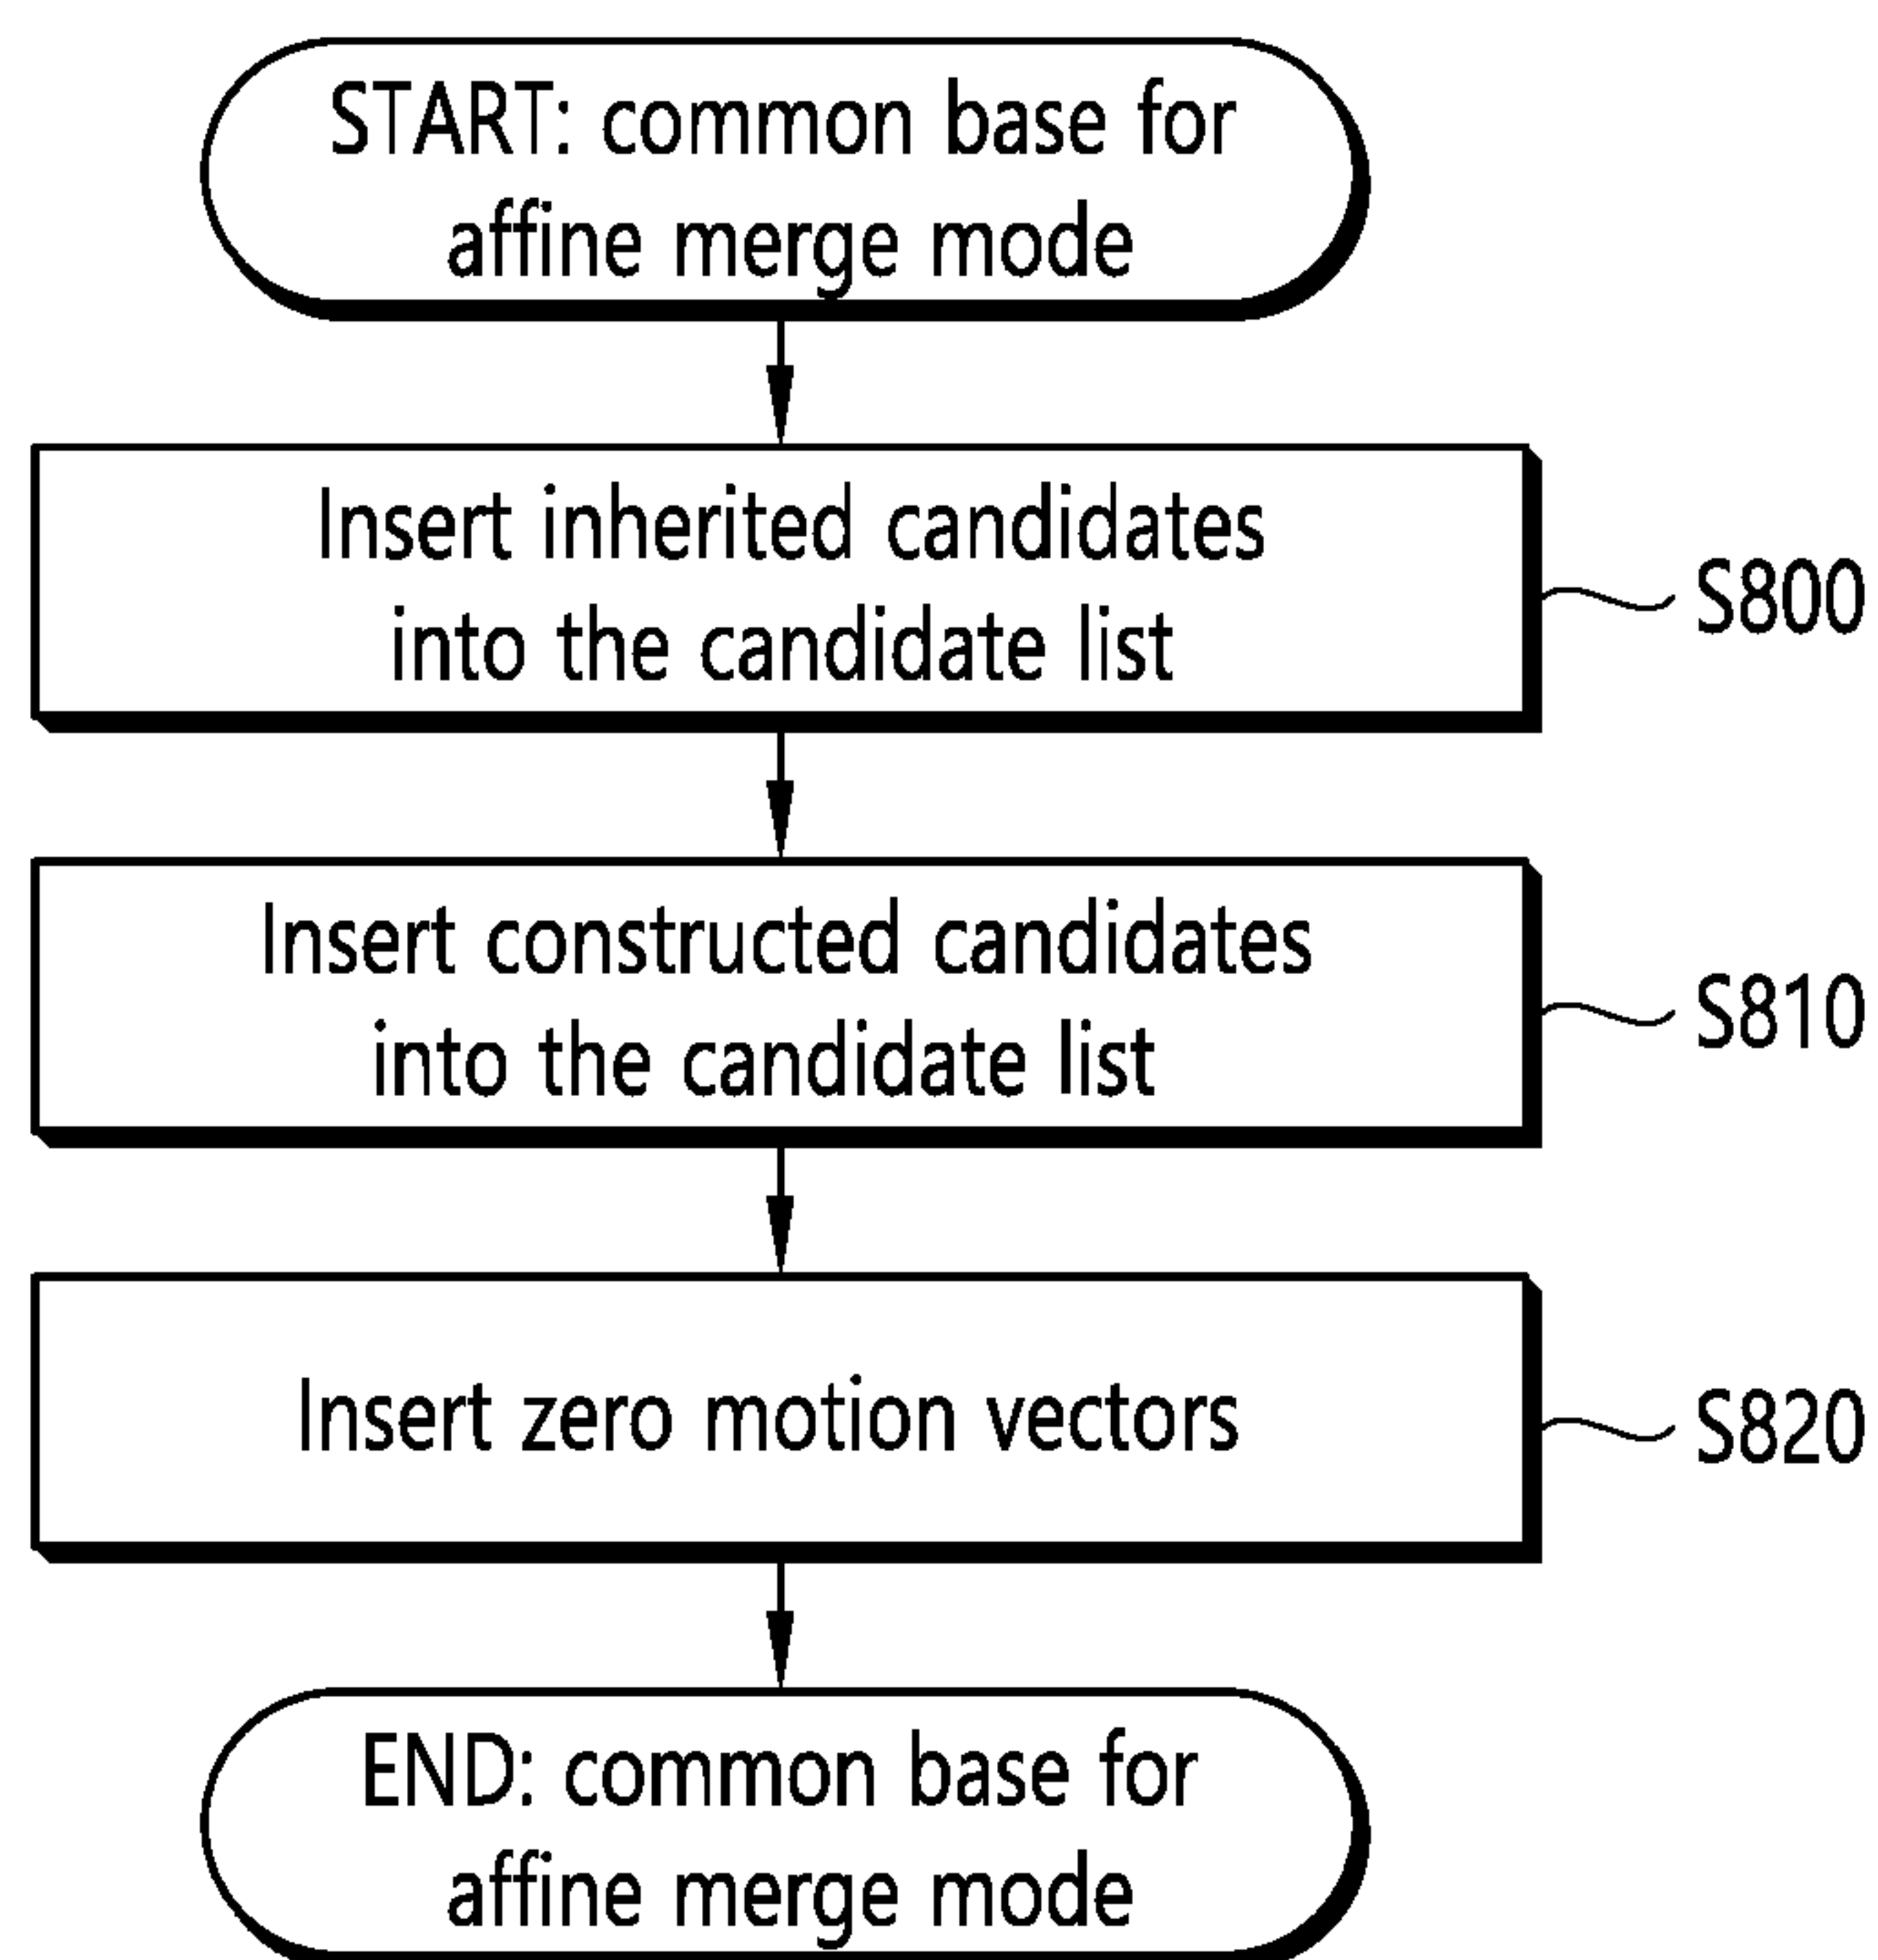 START: common base for
affine merge mode
Insert inherited candidates
into the candidate list
S800
Insert constructed candidates
into the candidate list
S810
Insert zero motion vectors
S820
END: common base for
affine merge mode